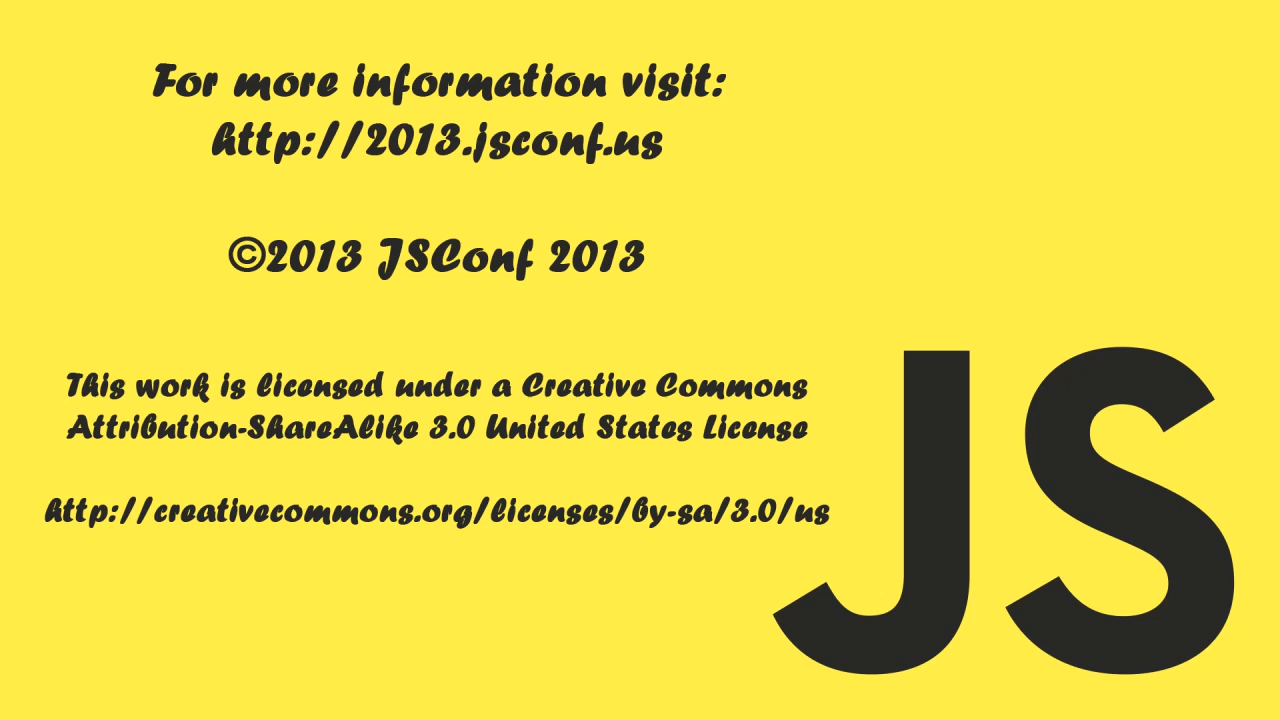 For more information visit:
http://2013.jsconf.us
©2013 JSConf 2013
This work is licensed under a Creative Commons
Attribution-ShareAlike 3.0 United States License
http://creativecommons.org/licenses/by-sa/3.0/us
JS